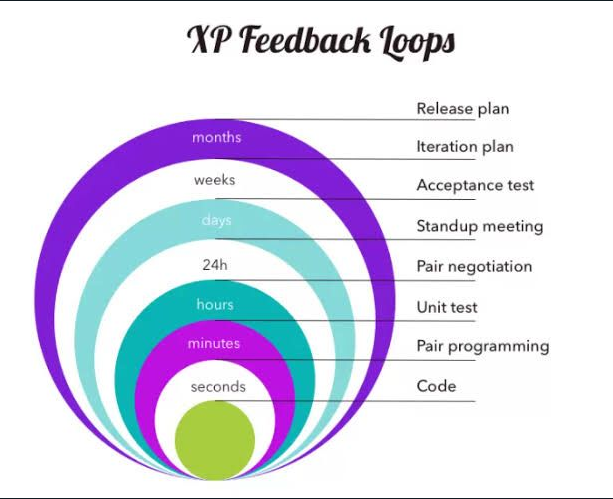 XP Feedback Loops
Release plan
months
Iteration plan
weeks
Acceptance test
days
Standup meeting
24h
Pair negotiation
hours
Unit test
minutes
Pair programming
seconds
Code